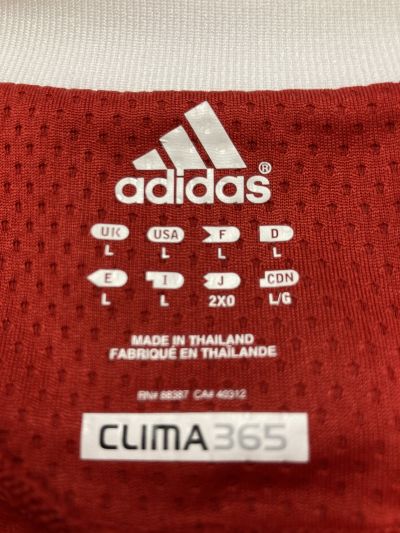 adidas®
UK USA F D
L L L L
E I J CDN
L L 2XO L/G
MADE IN THAILAND
FABRIQUÉ EN THAÏLANDE
RN# 88387 CA# 40312
CLIMA365